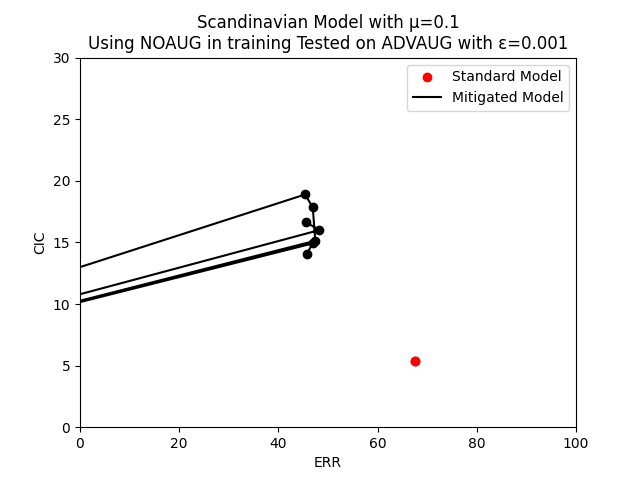 Scandinavian Model with μ=0.1
Using NOAUG in training Tested on ADVAUG with ε=0.001
Standard Model
Mitigated Model
30
25
20
15
10
5
0
CIC
0 20 40 60 80 100
ERR